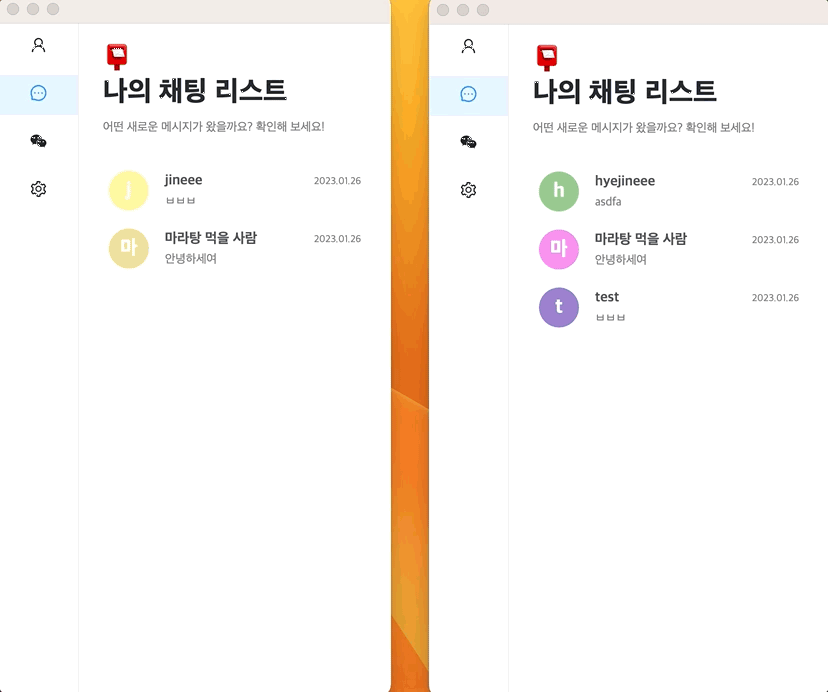 나의 채팅 리스트
어떤 새로운 메시지가 왔을까요? 확인해 보세요!
j
jineee
2023.01.26
ㅂㅂㅂ
마
마라탕 먹을 사람
2023.01.26
안녕하세여
나의 채팅 리스트
어떤 새로운 메시지가 왔을까요? 확인해 보세요!
h
hyejineee
2023.01.26
asdfa
마
마라탕 먹을 사람
2023.01.26
안녕하세여
t
test
2023.01.26
ㅂㅂㅂ